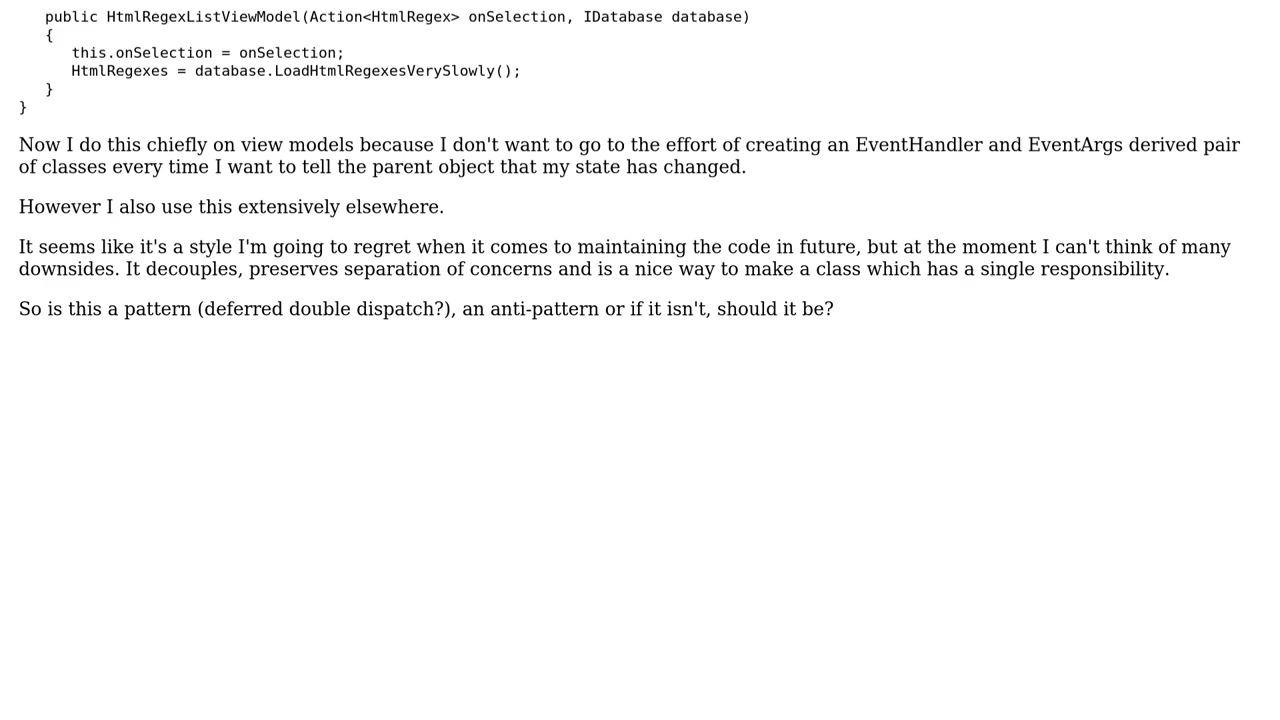 public HtmlRegexListViewModel(Action<HtmlRegex> onSelection, IDatabase database)
{
this.onSelection = onSelection;
HtmlRegexes = database.LoadHtmlRegexesVerySlowly();
}
}
Now I do this chiefly on view models because I don't want to go to the effort of creating an EventHandler and EventArgs derived pair
of classes every time I want to tell the parent object that my state has changed.
However I also use this extensively elsewhere.
It seems like it's a style I'm going to regret when it comes to maintaining the code in future, but at the moment I can't think of many
downsides. It decouples, preserves separation of concerns and is a nice way to make a class which has a single responsibility.
So is this a pattern (deferred double dispatch?), an anti-pattern or if it isn't, should it be?